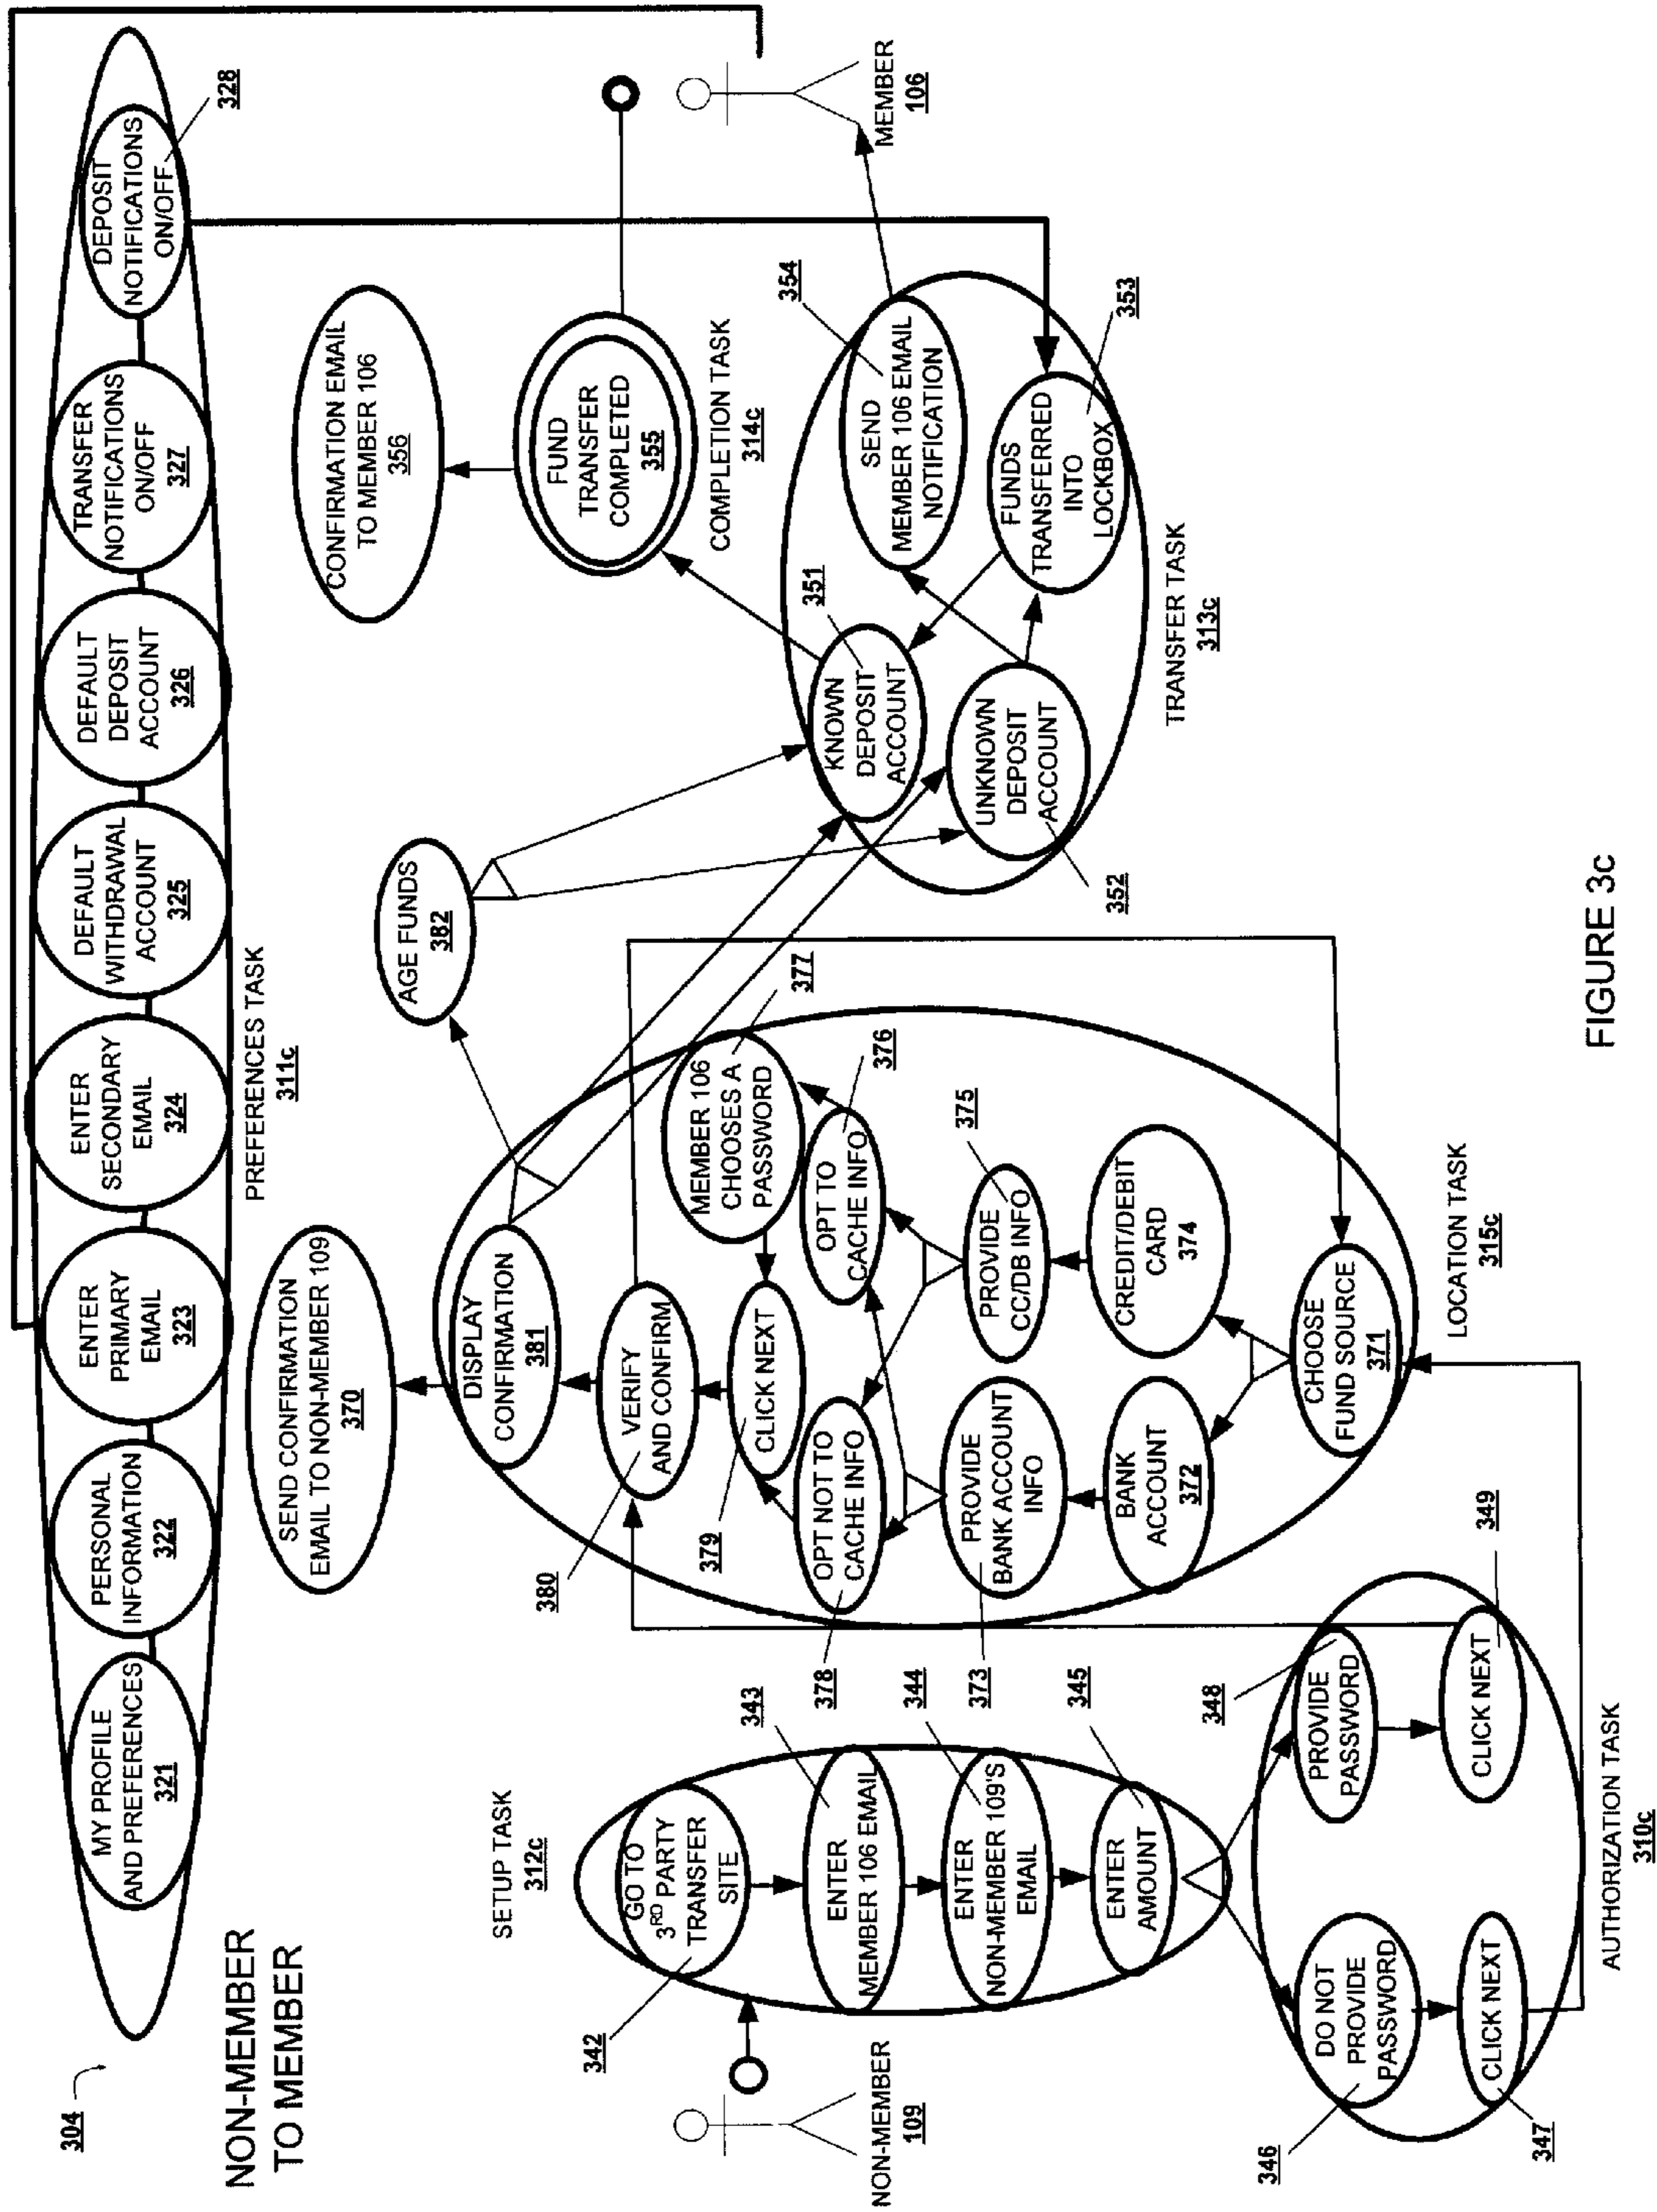 304
NON-MEMBER
TO MEMBER
MY PROFILE
AND PREFERENCES
321
PERSONAL
INFORMATION
322
ENTER
PRIMARY
EMAIL
323
ENTER
SECONDARY
EMAIL
324
DEFAULT
WITHDRAWAL
ACCOUNT
325
DEFAULT
DEPOSIT
ACCOUNT
326
TRANSFER
NOTIFICATIONS
ON/OFF
327
DEPOSIT
NOTIFICATIONS
ON/OFF
328
PREFERENCES TASK
311c
NON-MEMBER
109
SETUP TASK
312c
GO TO
3RD PARTY
TRANSFER
SITE
342
ENTER
MEMBER 106 EMAIL
343
ENTER
NON-MEMBER 109'S
EMAIL
344
ENTER
AMOUNT
345
DO NOT
PROVIDE
PASSWORD
346
CLICK NEXT
347
PROVIDE
PASSWORD
348
CLICK NEXT
349
AUTHORIZATION TASK
310c
SEND CONFIRMATION
EMAIL TO NON-MEMBER 109
370
DISPLAY
CONFIRMATION
381
VERIFY
AND CONFIRM
380
CLICK NEXT
379
MEMBER 106
CHOOSES A
PASSWORD
377
OPT NOT TO
CACHE INFO
378
OPT TO
CACHE INFO
376
PROVIDE
BANK ACCOUNT
INFO
373
PROVIDE
CC/DB INFO
375
BANK
ACCOUNT
372
CREDIT/DEBIT
CARD
374
CHOOSE
FUND SOURCE
371
LOCATION TASK
315c
AGE FUNDS
382
CONFIRMATION EMAIL
TO MEMBER 106
356
FUND
TRANSFER
COMPLETED
355
COMPLETION TASK
314c
KNOWN
DEPOSIT
ACCOUNT
351
SEND
MEMBER 106 EMAIL
NOTIFICATION
354
UNKNOWN
DEPOSIT
ACCOUNT
352
FUNDS
TRANSFERRED
INTO
LOCKBOX
353
TRANSFER TASK
313c
MEMBER
106
FIGURE 3c